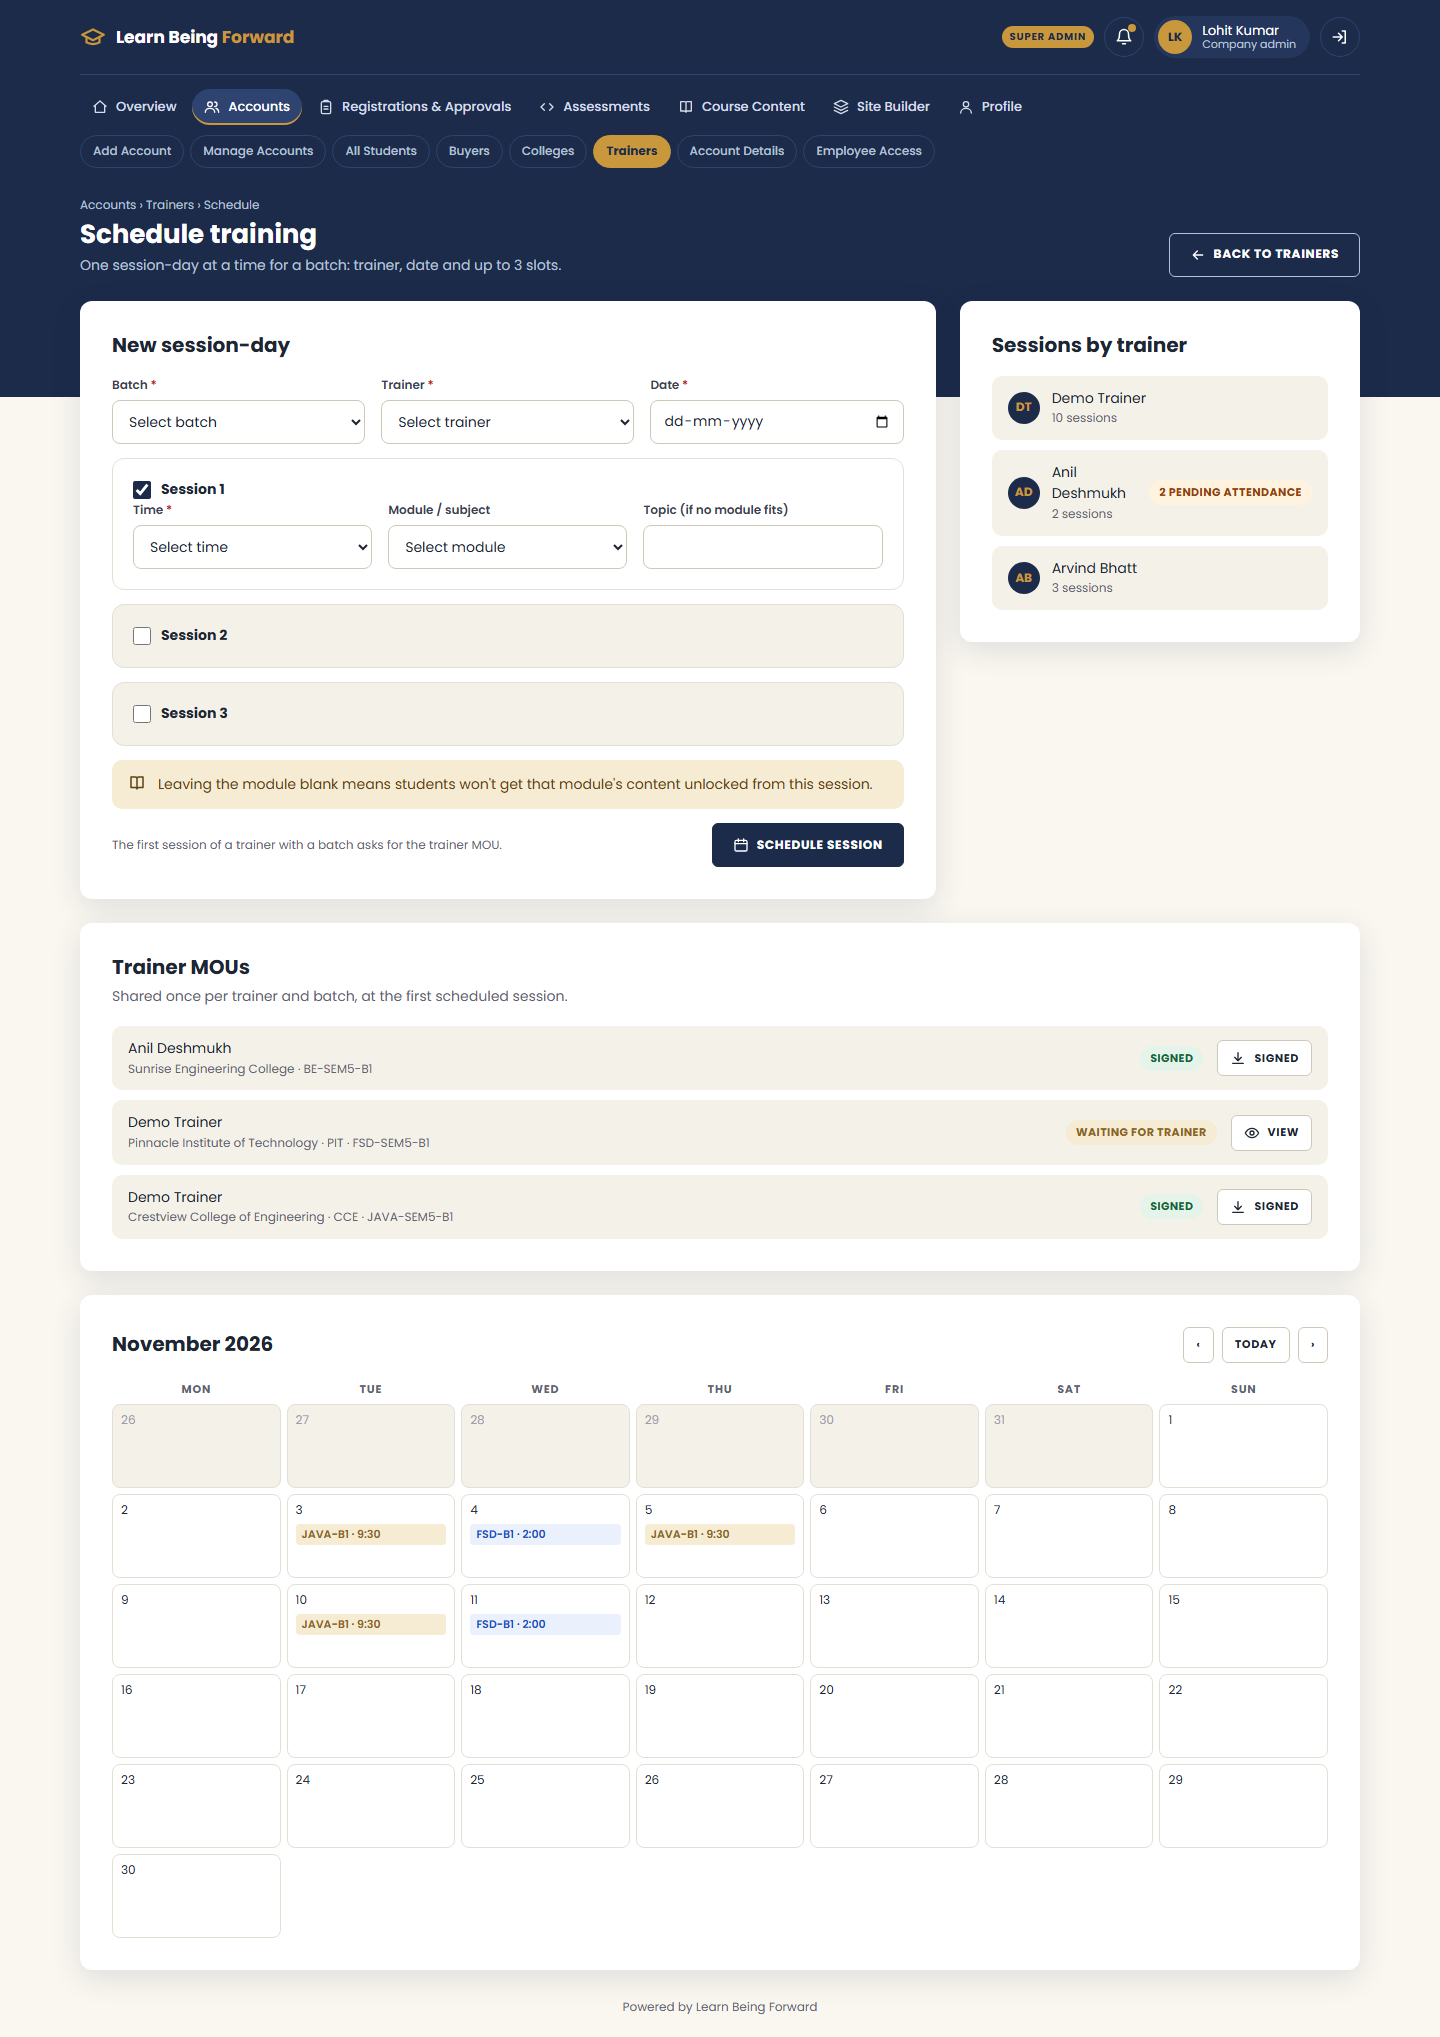 Learn Being Forward
SUPER ADMIN
LK
Lohit Kumar
Company admin
Overview
Accounts
Registrations & Approvals
Assessments
Course Content
Site Builder
Profile
Add Account
Manage Accounts
All Students
Buyers
Colleges
Trainers
Account Details
Employee Access
Accounts › Trainers › Schedule
Schedule training
One session-day at a time for a batch: trainer, date and up to 3 slots.
BACK TO TRAINERS
New session-day
Batch *
Trainer *
Date *
Select batch
Select trainer
dd-mm-yyyy
Session 1
Time *
Module / subject
Topic (if no module fits)
Select time
Select module
Session 2
Session 3
Leaving the module blank means students won't get that module's content unlocked from this session.
The first session of a trainer with a batch asks for the trainer MOU.
SCHEDULE SESSION
Sessions by trainer
DT
Demo Trainer
10 sessions
AD
Anil
Deshmukh
2 sessions
2 PENDING ATTENDANCE
AB
Arvind Bhatt
3 sessions
Trainer MOUs
Shared once per trainer and batch, at the first scheduled session.
Anil Deshmukh
Sunrise Engineering College · BE-SEM5-B1
SIGNED
SIGNED
Demo Trainer
Pinnacle Institute of Technology · PIT · FSD-SEM5-B1
WAITING FOR TRAINER
VIEW
Demo Trainer
Crestview College of Engineering · CCE · JAVA-SEM5-B1
SIGNED
SIGNED
November 2026
‹
TODAY
›
MON TUE WED THU FRI SAT SUN
26 27 28 29 30 31 1
2 3 4 5 6 7 8
JAVA-B1 · 9:30
FSD-B1 · 2:00
JAVA-B1 · 9:30
9 10 11 12 13 14 15
JAVA-B1 · 9:30
FSD-B1 · 2:00
16 17 18 19 20 21 22
23 24 25 26 27 28 29
30
Powered by Learn Being Forward